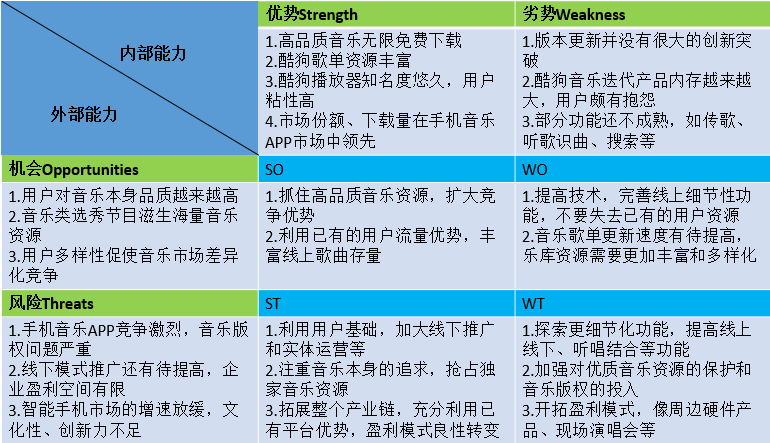 内部能力
外部能力
优势Strength
劣势Weakness
1.高品质音乐无限免费下载
2.酷狗歌单资源丰富
3.酷狗播放器知名度悠久，用户
粘性高
4.市场份额、下载量在手机音乐
APP市场中领先
1.版本更新并没有很大的创新突
破
2.酷狗音乐迭代产品内存越来越
大，用户颇有抱怨
3.部分功能还不成熟，如传歌、
听歌识曲、搜索等
机会Opportunities
SO
WO
1.用户对音乐本身品质越来越高
2.音乐类选秀节目滋生海量音乐
资源
3.用户多样性促使音乐市场差异
化竞争
1.抓住高品质音乐资源，扩大竞
争优势
2.利用已有的用户流量优势，丰
富线上歌曲存量
1.提高技术，完善线上细节性功
能，不要失去已有的用户资源
2.音乐歌单更新速度有待提高，
乐库资源需要更加丰富和多样化
风险Threats
ST
WT
1.手机音乐APP竞争激烈，音乐版
权问题严重
2.线下模式推广还有待提高，企
业盈利空间有限
3.智能手机市场的增速放缓，文
化性、创新力不足
1.利用用户基础，加大线下推广
和实体运营等
2.注重音乐本身的追求，抢占独
家音乐资源
3.拓展整个产业链，充分利用已
有平台优势，盈利模式良性转变
1.探索更细节化功能，提高线上
线下、听唱结合等功能
2.加强对优质音乐资源的保护和
音乐版权的投入
3.开拓盈利模式，像周边硬件产
品、现场演唱会等